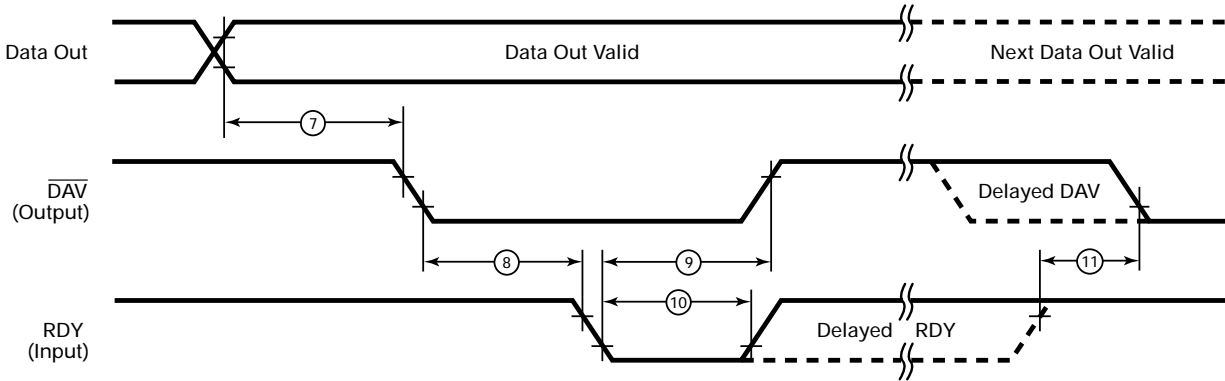 Data Out
Data Out Valid
Next Data Out Valid
7
DAV
(Output)
Delayed DAV
8
9
11
10
RDY
(Input)
Delayed RDY